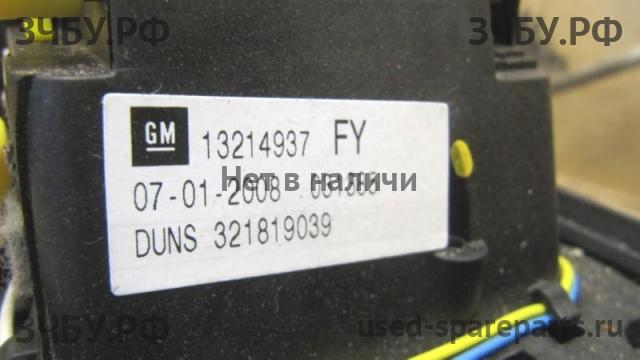 ЗЧБУ.РФ ЗЧБУ.РФ
GM 13214937 FY
07-01-2008
Нет в наличи
DUNS 321819039
ЗЧБУ.РФ used-spareparts.ru